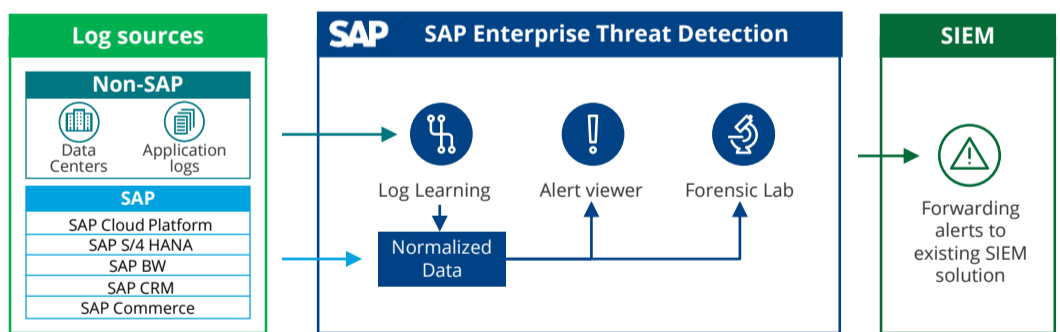 Log sources
Non-SAP
Data
Centers
Application
logs
SAP
SAP Cloud Platform
SAP S/4 HANA
SAP BW
SAP CRM
SAP Commerce
SAP SAP Enterprise Threat Detection
Log Learning
Alert viewer
Forensic Lab
Normalized
Data
SIEM
Forwarding
alerts to
existing SIEM
solution